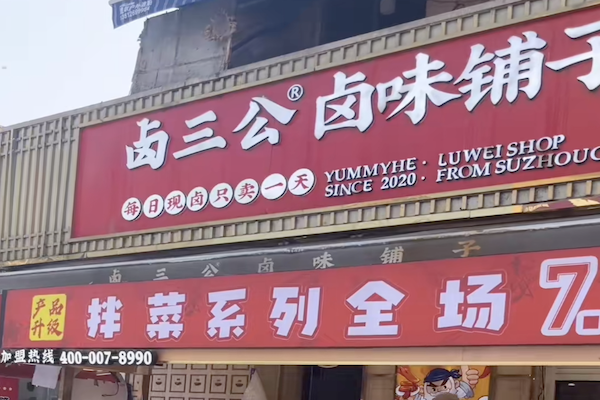 卤三公® 卤味铺子
每日现卤只卖一天
YUMMYHE · LUWEI SHOP
SINCE 2020 · FROM SUZHOU
卤三公卤味铺子
产品升级
拌菜系列全场7.
加盟热线 400-007-8990